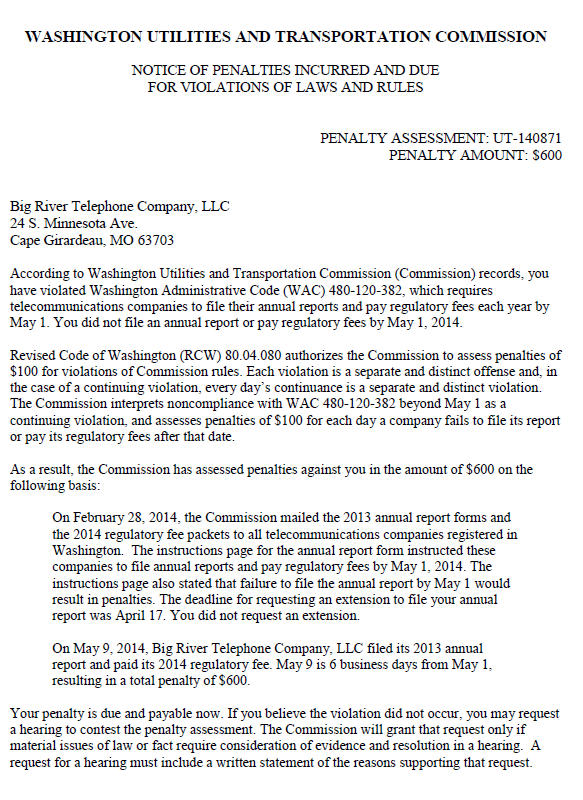 WASHINGTON UTILITIES AND TRANSPORTATION COMMISSION
NOTICE OF PENALTIES INCURRED AND DUE
FOR VIOLATIONS OF LAWS AND RULES
PENALTY ASSESSMENT: UT-140871
PENALTY AMOUNT: $600
Big River Telephone Company, LLC
24 S. Minnesota Ave.
Cape Girardeau, MO 63703
According to Washington Utilities and Transportation Commission (Commission) records, you
have violated Washington Administrative Code (WAC) 480-120-382, which requires
telecommunications companies to file their annual reports and pay regulatory fees each year by
May 1. You did not file an annual report or pay regulatory fees by May 1, 2014.
Revised Code of Washington (RCW) 80.04.080 authorizes the Commission to assess penalties of
$100 for violations of Commission rules. Each violation is a separate and distinct offense and, in
the case of a continuing violation, every day's continuance is a separate and distinct violation.
The Commission interprets noncompliance with WAC 480-120-382 beyond May 1 as a
continuing violation, and assesses penalties of $100 for each day a company fails to file its report
or pay its regulatory fees after that date.
As a result, the Commission has assessed penalties against you in the amount of $600 on the
following basis:
On February 28, 2014, the Commission mailed the 2013 annual report forms and
the 2014 regulatory fee packets to all telecommunications companies registered in
Washington. The instructions page for the annual report form instructed these
companies to file annual reports and pay regulatory fees by May 1, 2014. The
instructions page also stated that failure to file the annual report by May 1 would
result in penalties. The deadline for requesting an extension to file your annual
report was April 17. You did not request an extension.
On May 9, 2014, Big River Telephone Company, LLC filed its 2013 annual
report and paid its 2014 regulatory fee. May 9 is 6 business days from May 1,
resulting in a total penalty of $600.
Your penalty is due and payable now. If you believe the violation did not occur, you may request
a hearing to contest the penalty assessment. The Commission will grant that request only if
material issues of law or fact require consideration of evidence and resolution in a hearing. A
request for a hearing must include a written statement of the reasons supporting that request.